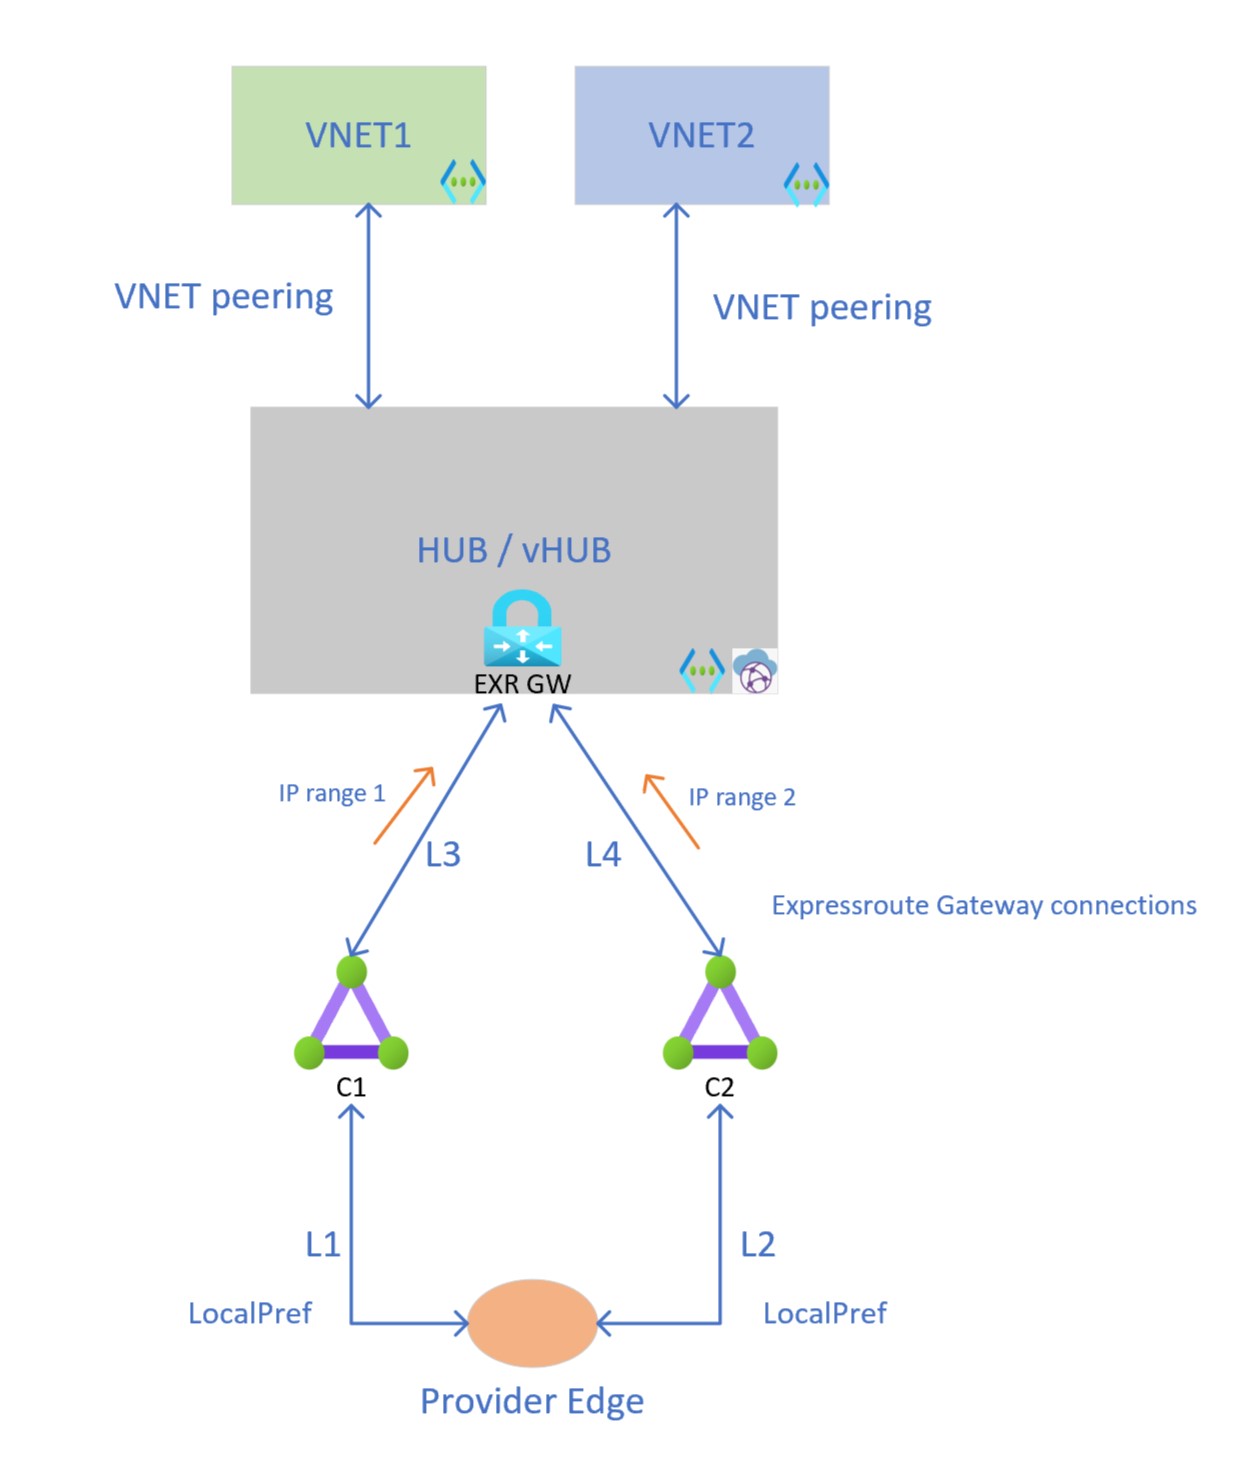 VNET1
VNET2
VNET peering
VNET peering
HUB / vHUB
EXR GW
IP range 1
IP range 2
L3
L4
Expressroute Gateway connections
C1
C2
L1
L2
LocalPref
LocalPref
Provider Edge